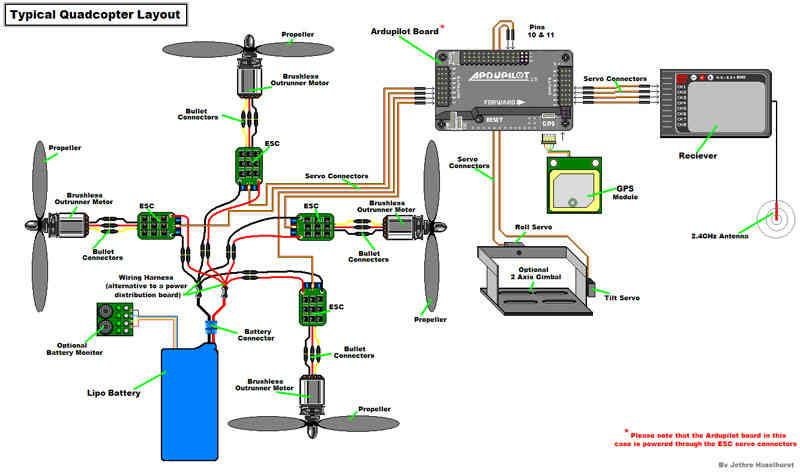 Typical Quadcopter Layout
Propeller
Brushless
Outrunner Motor
Bullet
Connectors
ESC
Ardupilot Board *
Pins
10 & 11
ARDUPILOT
FORWARD
RESET
GPS
Servo Connectors
Reciever
GPS
Module
2.4GHz Antenna
Servo
Connectors
Roll Servo
Optional
2 Axis Gimbal
Tilt Servo
Servo Connectors
Propeller
Brushless
Outrunner Motor
ESC
Bullet
Connectors
ESC
Brushless
Outrunner Motor
Bullet
Connectors
Propeller
Wiring Harness
(alternative to a power
distribution board)
ESC
Optional
Battery Moniter
Battery
Connector
Bullet
Connectors
Lipo Battery
Brushless
Outrunner Motor
Propeller
* Please note that the Ardupilot board in this
case is powered through the ESC servo connectors
By Jethro Hazelhurst